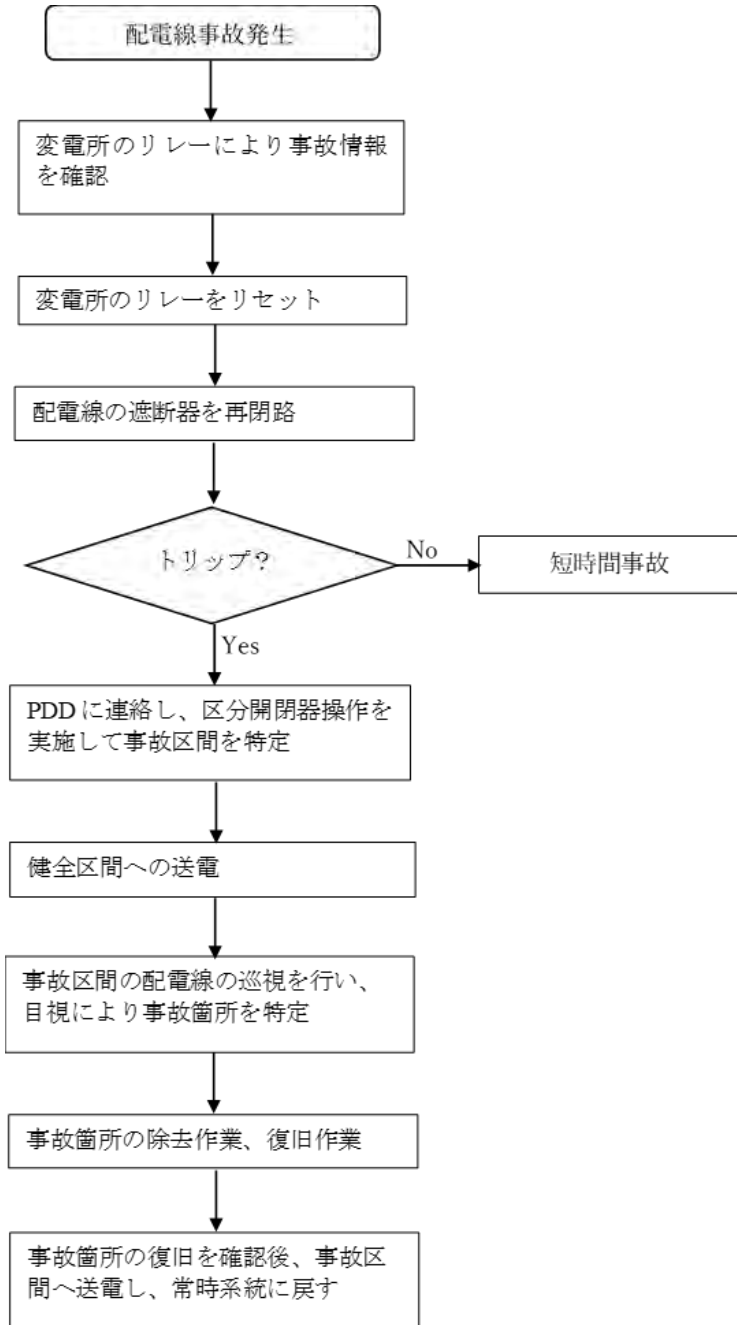 配電線事故発生
変電所のリレーにより事故情報
を確認
変電所のリレーをリセット
配電線の遮断器を再閉路
トリップ?
No
短時間事故
Yes
PDD に連絡し、区分開閉器操作を
実施して事故区間を特定
健全区間への送電
事故区間の配電線の巡視を行い、
目視により事故箇所を特定
事故箇所の除去作業、復旧作業
事故箇所の復旧を確認後、事故区
間へ送電し、常時系統に戻す